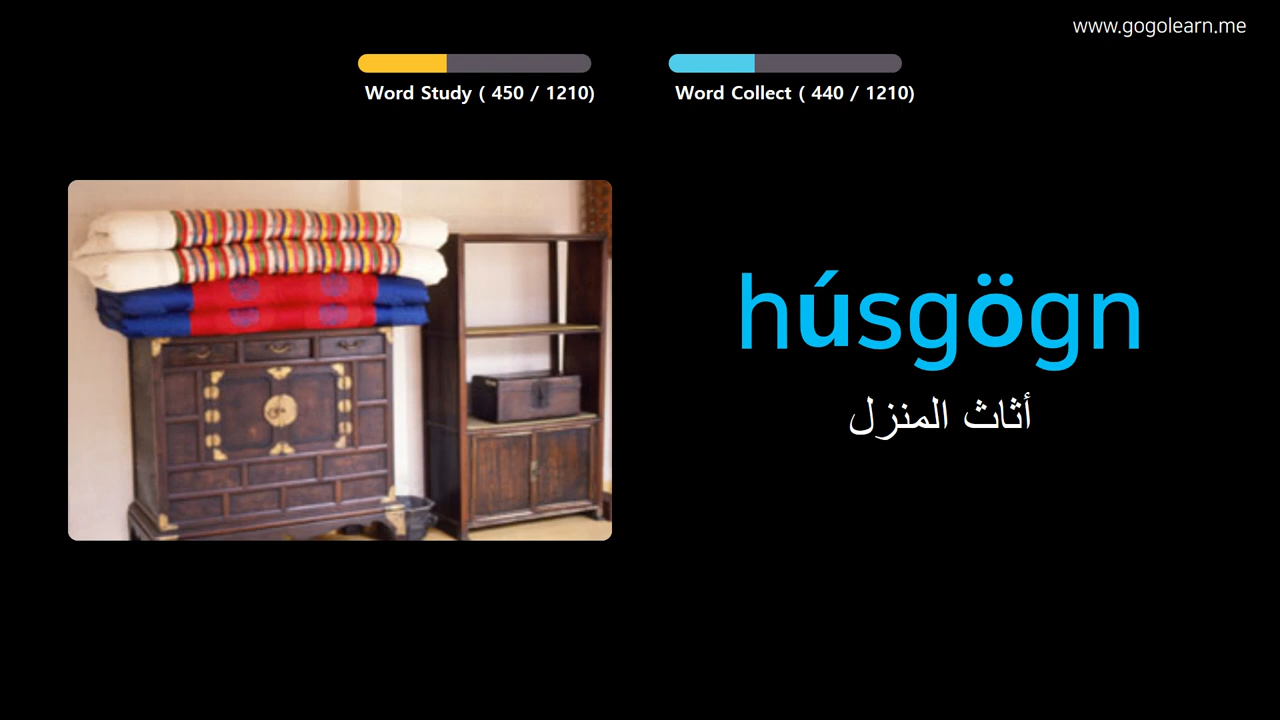 www.gogolearn.me
Word Study ( 450 / 1210)
Word Collect ( 440 / 1210)
húsgögn
أثاث المنزل